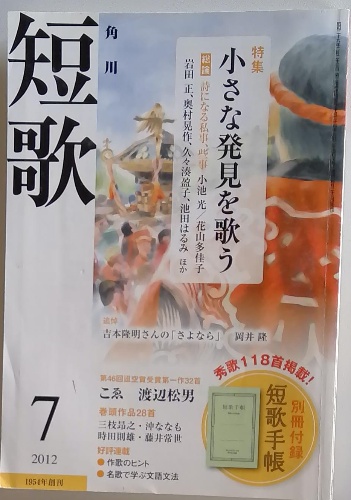 角川
短歌
特集
小さな発見を歌う
詩になる私事、些事 小池 光/花山多佳子
岩田 正、奥村晃作、久々湊盈子、池田はるみ ほか
追悼
吉本隆明さんの「さよなら」 岡井 隆
第46回迢空賞受賞第一作32首
こゑ 渡辺松男
巻頭作品28首
三枝昻之・沖ななも
時田則雄・藤井常世
好評連載
● 作歌のヒント
● 名歌で学ぶ文語文法
秀歌118首掲載!
別冊付録
短歌手帳
短歌手帳
7
2012
1954年創刊